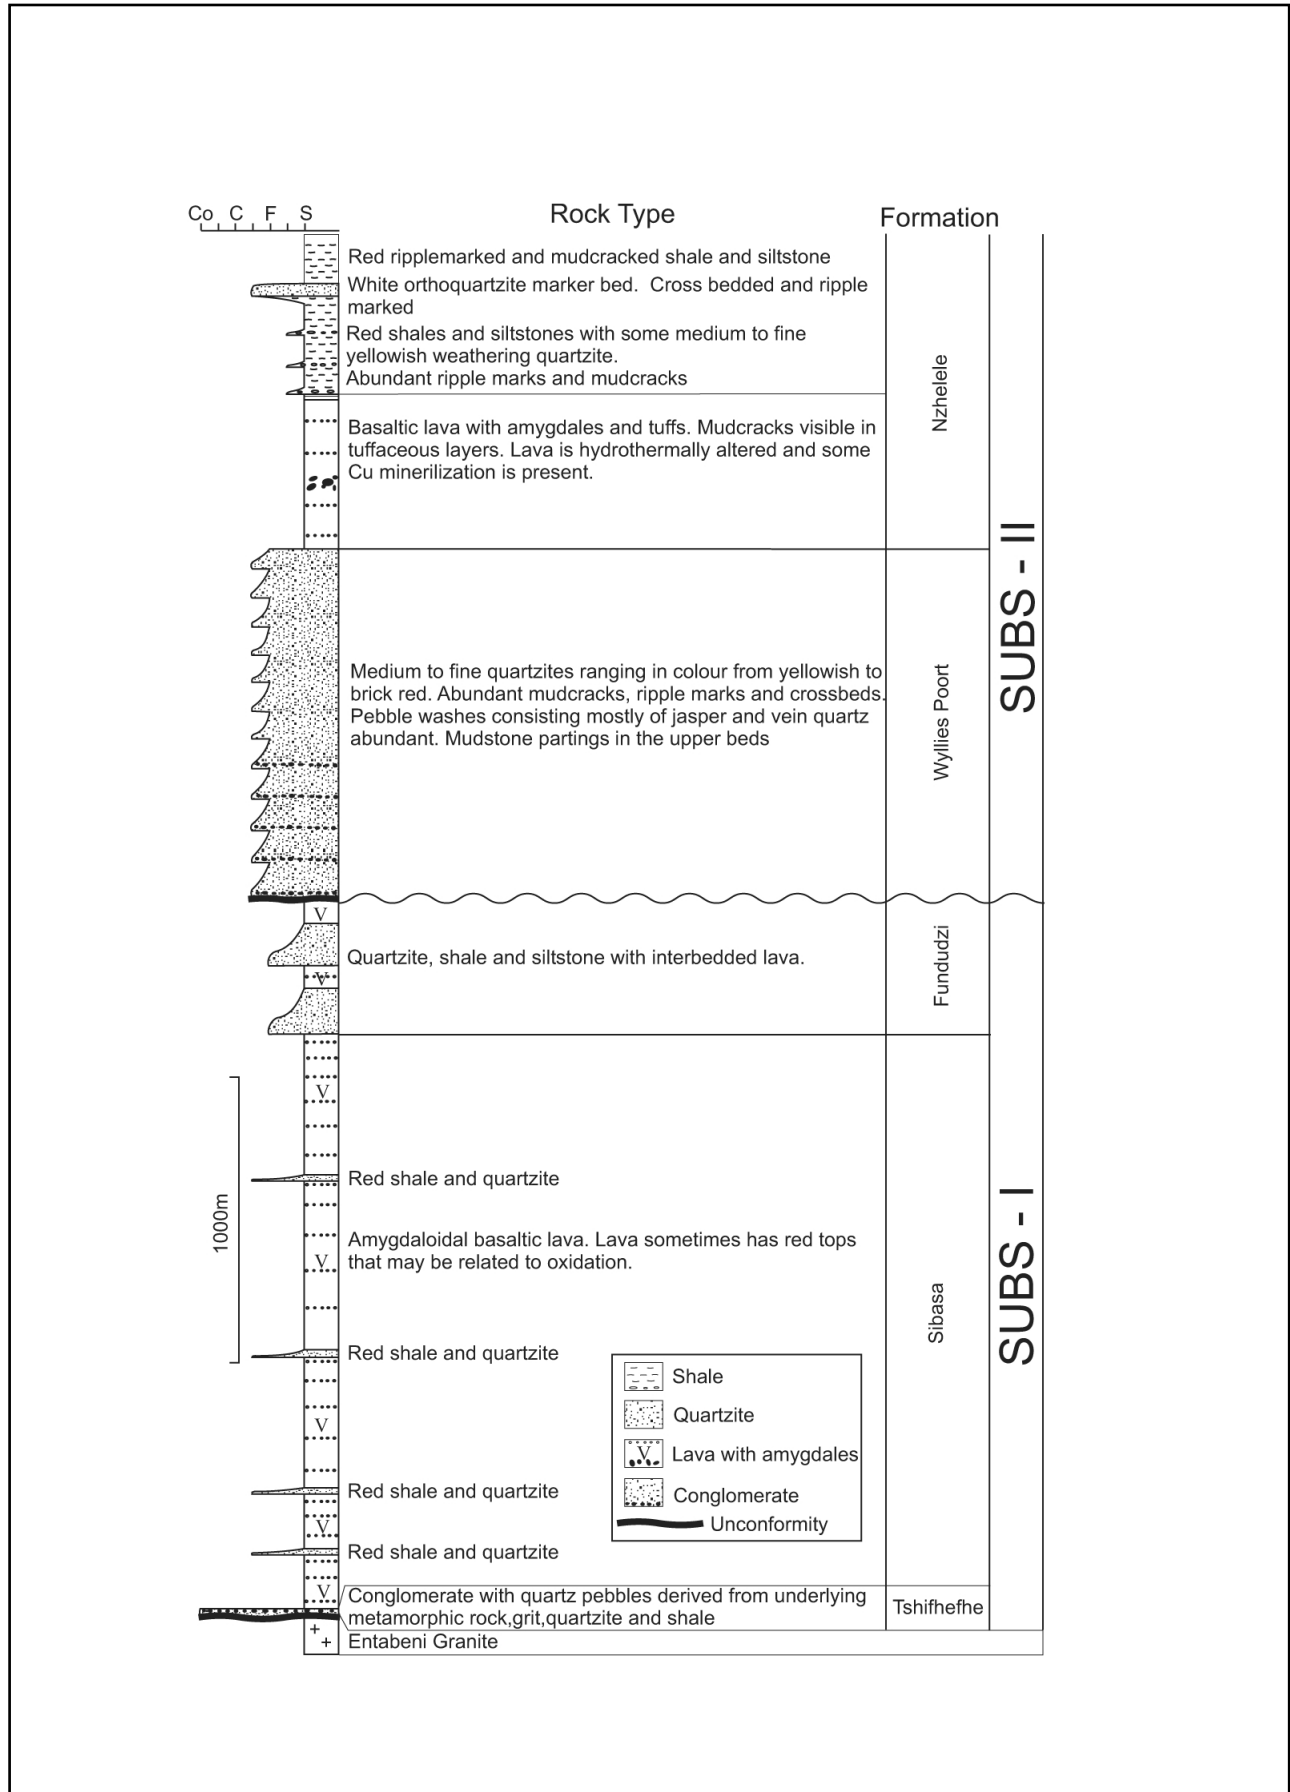 Co C F S
Rock Type
Formation
Red ripplemarked and mudcracked shale and siltstone
White orthoquartzite marker bed. Cross bedded and ripple
marked
Red shales and siltstones with some medium to fine
yellowish weathering quartzite.
Abundant ripple marks and mudcracks
Basaltic lava with amygdales and tuffs. Mudcracks visible in
tuffaceous layers. Lava is hydrothermally altered and some
Cu minerilization is present.
Nzhelele
Medium to fine quartzites ranging in colour from yellowish to
brick red. Abundant mudcracks, ripple marks and crossbeds.
Pebble washes consisting mostly of jasper and vein quartz
abundant. Mudstone partings in the upper beds
Wyllies Poort
SUBS - II
V
Quartzite, shale and siltstone with interbedded lava.
V
Fundudzi
V
1000m
Red shale and quartzite
Amygdaloidal basaltic lava. Lava sometimes has red tops
that may be related to oxidation.
V
Red shale and quartzite
V
Red shale and quartzite
V
Red shale and quartzite
V
Sibasa
SUBS - I
Shale
Quartzite
V
Lava with amygdales
Conglomerate
Unconformity
Conglomerate with quartz pebbles derived from underlying
metamorphic rock,grit,quartzite and shale
Tshifhefhe
+
+
Entabeni Granite